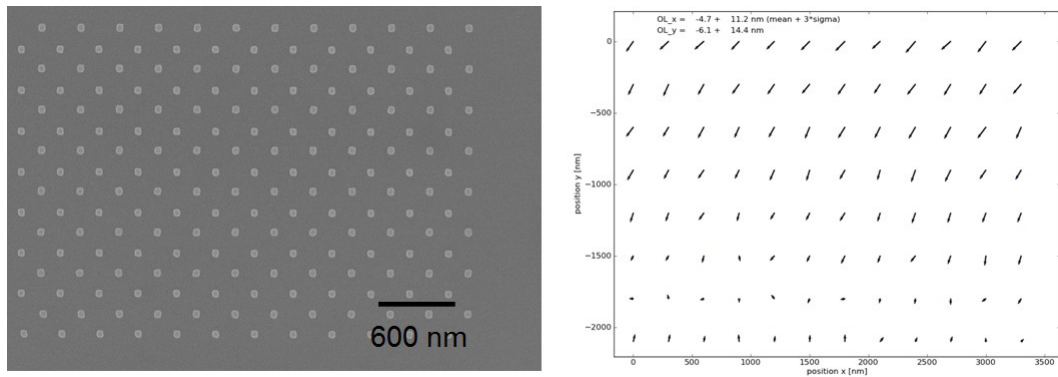 600 nm
OL_x = -4.7 + 11.2 nm (mean + 3*sigma)
OL_y = -6.1 + 14.4 nm
0
−500
−1000
−1500
−2000
position y [nm]
0 500 1000 1500 2000 2500 3000 3500
position x [nm]